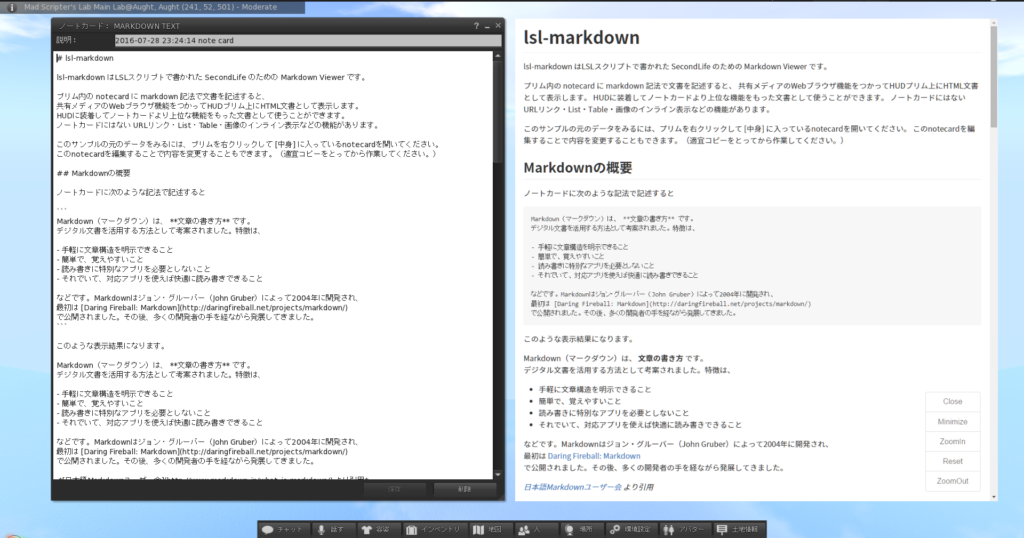 Mad Scripter's Lab Main Lab@Aught, Aught (241, 52, 501) - Moderate
ノートカード： MARKDOWN TEXT
説明：
2016-07-28 23:24:14 note card
# lsl-markdown
lsl-markdown はLSLスクリプトで書かれた SecondLife のための Markdown Viewer です。
プリム内の notecard に markdown 記法で文書を記述すると、
共有メディアのWebブラウザ機能をつかってHUDプリム上にHTML文書として表示します。
HUDに装着してノートカードより上位な機能をもった文書として使うことができます。
ノートカードにはない URLリンク・List・Table・画像のインライン表示などの機能があります。
このサンプルの元のデータをみるには、プリムを右クリックして [中身] に入っているnotecardを開いてください。
このnotecardを編集することで内容を変更することもできます。（適宜コピーをとってから作業してください。）
## Markdownの概要
ノートカードに次のような記法で記述すると
```
Markdown（マークダウン）は、 **文章の書き方** です。
デジタル文書を活用する方法として考案されました。特徴は、
- 手軽に文章構造を明示できること
- 簡単で、覚えやすいこと
- 読み書きに特別なアプリを必要としないこと
- それでいて、対応アプリを使えば快適に読み書きできること
などです。Markdownはジョン・グルーバー（John Gruber）によって2004年に開発され、
最初は [Daring Fireball: Markdown](http://daringfireball.net/projects/markdown/)
で公開されました。その後、多くの開発者の手を経ながら発展してきました。
```
このような表示結果になります。
Markdown（マークダウン）は、 **文章の書き方** です。
デジタル文書を活用する方法として考案されました。特徴は、
- 手軽に文章構造を明示できること
- 簡単で、覚えやすいこと
- 読み書きに特別なアプリを必要としないこと
- それでいて、対応アプリを使えば快適に読み書きできること
などです。Markdownはジョン・グルーバー（John Gruber）によって2004年に開発され、
最初は [Daring Fireball: Markdown](http://daringfireball.net/projects/markdown/)
で公開されました。その後、多くの開発者の手を経ながら発展してきました。
保存
削除
lsl-markdown
lsl-markdown はLSLスクリプトで書かれた SecondLife のための Markdown Viewer です。
プリム内の notecard に markdown 記法で文書を記述すると、 共有メディアのWebブラウザ機能をつかってHUDプリム上にHTML文書
として表示します。 HUDに装着してノートカードより上位な機能をもった文書として使うことができます。 ノートカードにはない
URLリンク・List・Table・画像のインライン表示などの機能があります。
このサンプルの元のデータをみるには、プリムを右クリックして [中身] に入っているnotecardを開いてください。 このnotecardを編
集することで内容を変更することもできます。（適宜コピーをとってから作業してください。）
Markdownの概要
ノートカードに次のような記法で記述すると
Markdown（マークダウン）は、 **文章の書き方** です。
デジタル文書を活用する方法として考案されました。特徴は、
- 手軽に文章構造を明示できること
- 簡単で、覚えやすいこと
- 読み書きに特別なアプリを必要としないこと
- それでいて、対応アプリを使えば快適に読み書きできること
などです。Markdownはジョン・グルーバー（John Gruber）によって2004年に開発され、
最初は [Daring Fireball: Markdown](http://daringfireball.net/projects/markdown/)
で公開されました。その後、多くの開発者の手を経ながら発展してきました。
このような表示結果になります。
Markdown（マークダウン）は、 文章の書き方 です。
デジタル文書を活用する方法として考案されました。特徴は、
• 手軽に文章構造を明示できること
• 簡単で、覚えやすいこと
• 読み書きに特別なアプリを必要としないこと
• それでいて、対応アプリを使えば快適に読み書きできること
などです。Markdownはジョン・グルーバー（John Gruber）によって2004年に開発され、
最初は Daring Fireball: Markdown
で公開されました。その後、多くの開発者の手を経ながら発展してきました。
日本語Markdownユーザー会 より引用
Close
Minimize
ZoomIn
Reset
ZoomOut
チャット
話す
容姿
インベントリ
地図
人
場所
環境設定
アバター
土地情報